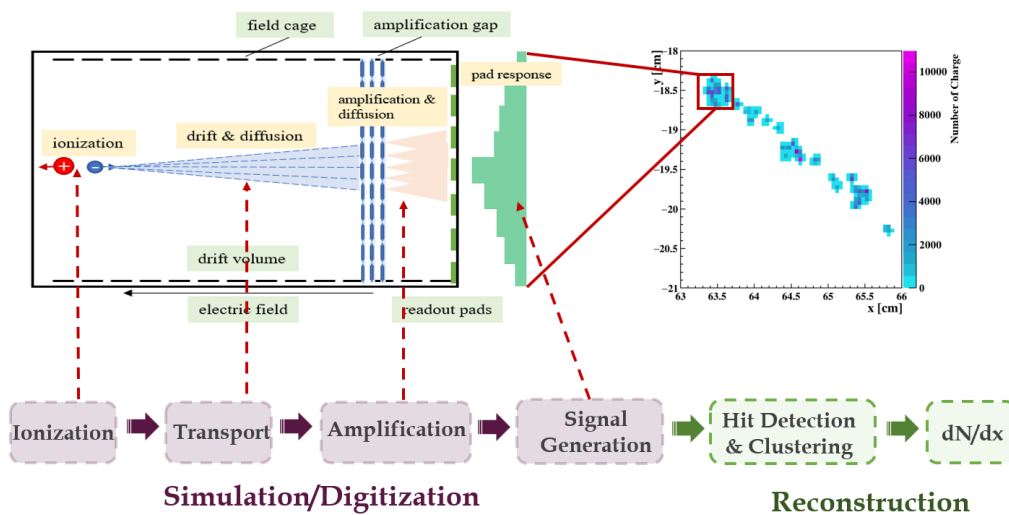 field cage
amplification gap
pad response
amplification &
diffusion
ionization
drift & diffusion
+
−
drift volume
electric field
readout pads
y [cm]
−18
−18.5
−19
−19.5
−20
−20.5
−21
63
63.5
64
64.5
65
65.5
66
x [cm]
10000
8000
6000
4000
2000
0
Number of Charge
Ionization
Transport
Amplification
Signal
Generation
Hit Detection
& Clustering
dN/dx
Simulation/Digitization
Reconstruction